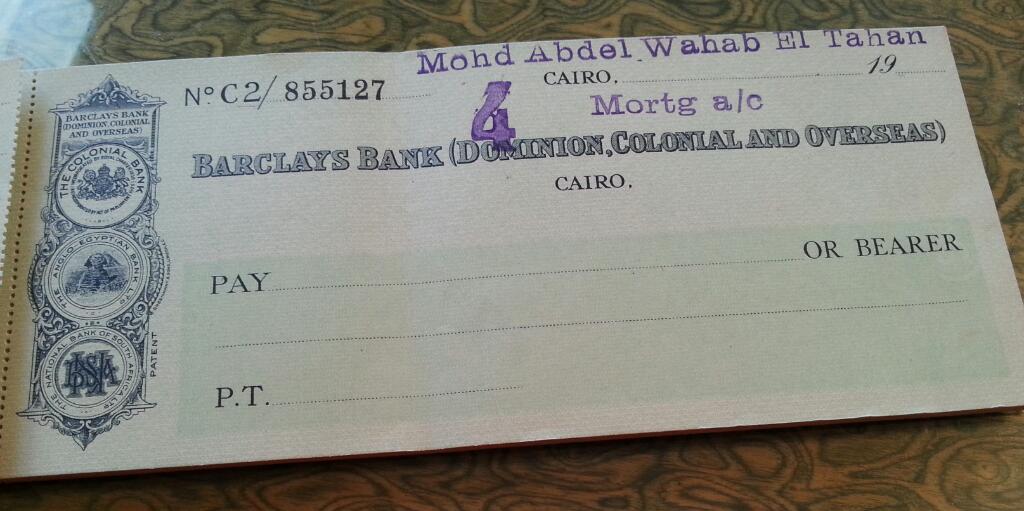 Mohd Abdel Wahab El Tahan
Nº C2/ 855127
CAIRO, 19
4
Mortg a/c
BARCLAYS BANK (DOMINION, COLONIAL AND OVERSEAS)
CAIRO.
PAY OR BEARER
P.T.
BARCLAYS BANK
(DOMINION, COLONIAL
AND OVERSEAS)
THE COLONIAL BANK
THE ANGLO-EGYPTIAN BANK LTD
THE NATIONAL BANK OF SOUTH AFRICA LTD
PATENT